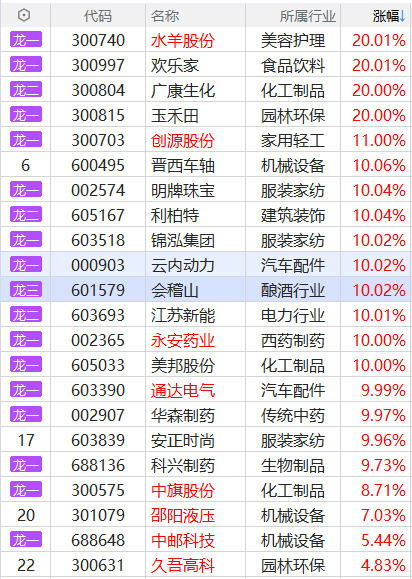 代码 名称 所属行业 涨幅↓
龙一 300740 水羊股份 美容护理 20.01%
龙一 300997 欢乐家 食品饮料 20.01%
龙二 300804 广康生化 化工制品 20.00%
龙一 300815 玉禾田 园林环保 20.00%
龙一 300703 创源股份 家用轻工 11.00%
6 600495 晋西车轴 机械设备 10.06%
龙一 002574 明牌珠宝 服装家纺 10.04%
龙二 605167 利柏特 建筑装饰 10.04%
龙一 603518 锦泓集团 服装家纺 10.02%
龙一 000903 云内动力 汽车配件 10.02%
龙三 601579 会稽山 酿酒行业 10.02%
龙二 603693 江苏新能 电力行业 10.01%
龙一 002365 永安药业 西药制药 10.00%
龙一 605033 美邦股份 化工制品 10.00%
龙一 603390 通达电气 汽车配件 9.99%
龙一 002907 华森制药 传统中药 9.97%
17 603839 安正时尚 服装家纺 9.96%
龙一 688136 科兴制药 生物制品 9.73%
龙一 300575 中旗股份 化工制品 8.71%
20 301079 邵阳液压 机械设备 7.03%
龙一 688648 中邮科技 机械设备 5.44%
22 300631 久吾高科 园林环保 4.83%